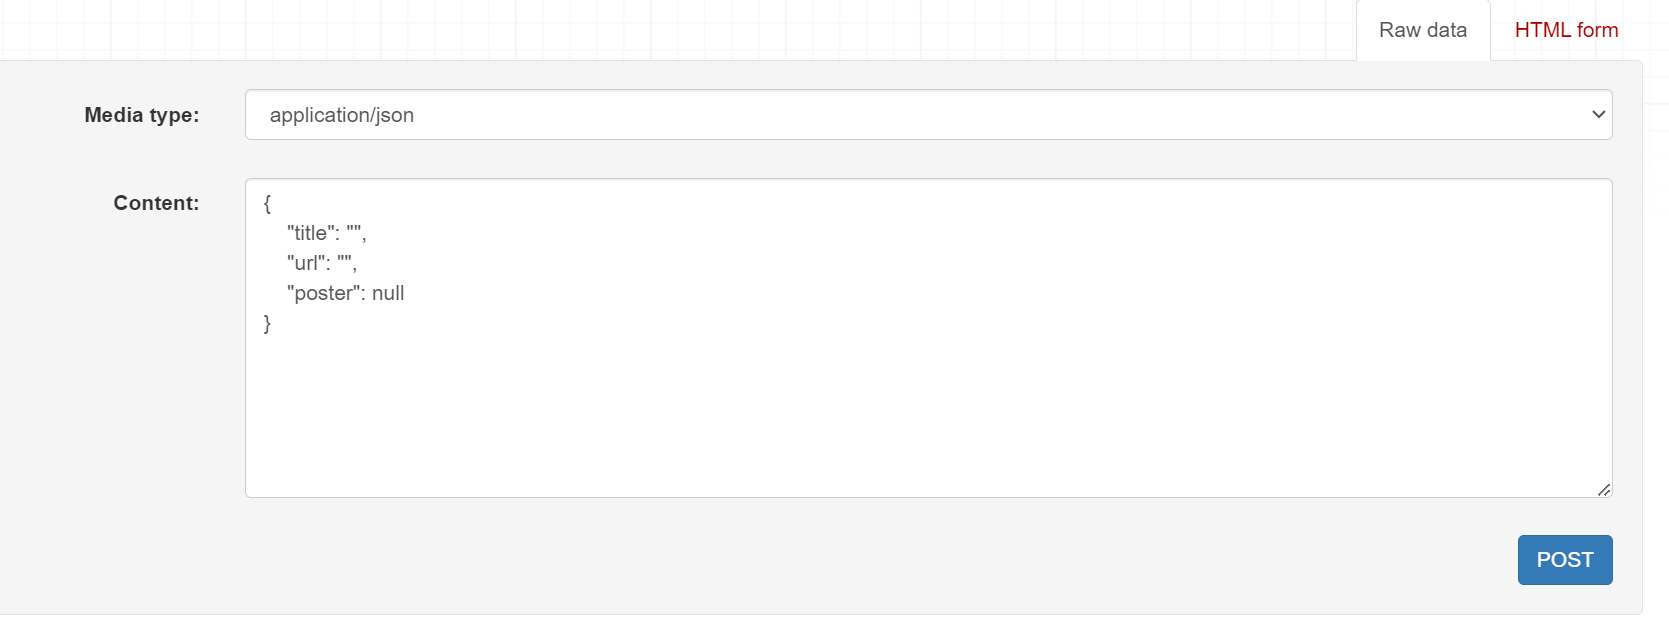 Raw data
HTML form
Media type:
application/json
Content:
{
"title": "",
"url": "",
"poster": null
}
POST